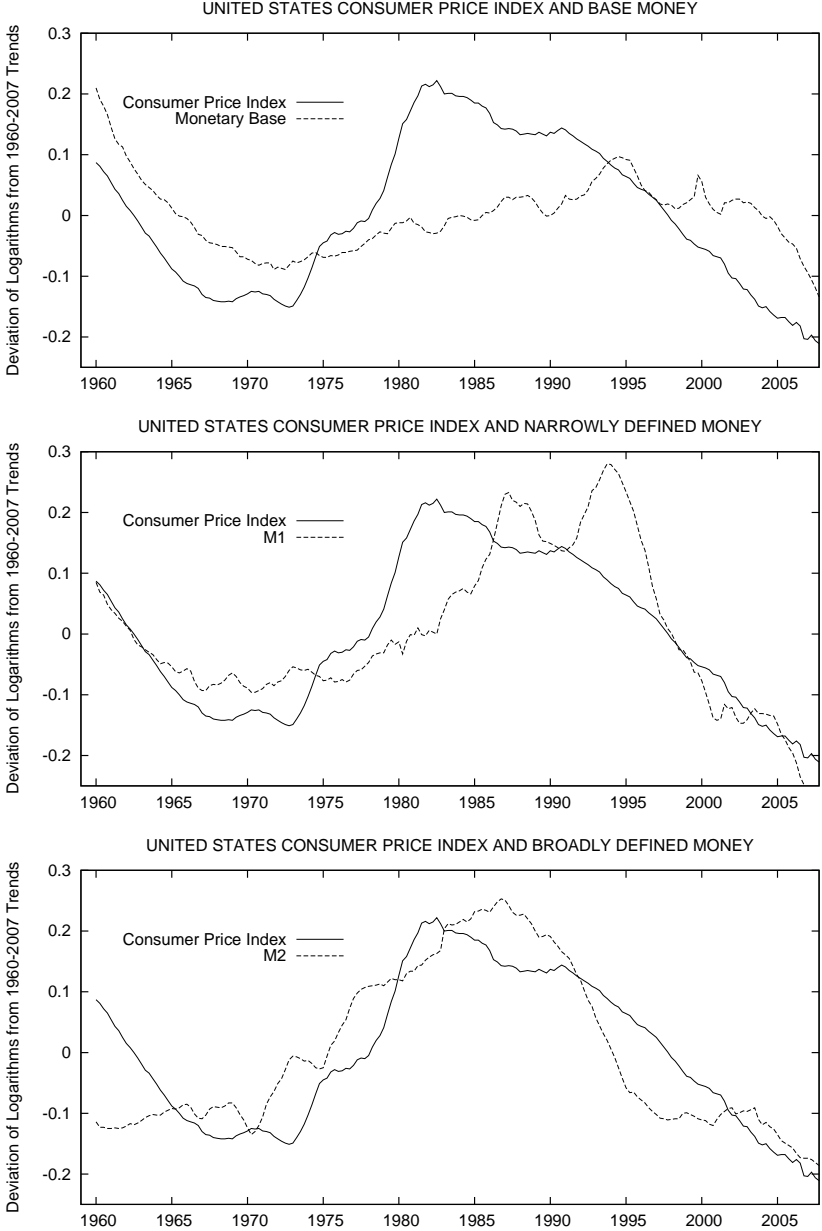 UNITED STATES CONSUMER PRICE INDEX AND BASE MONEY
Deviation of Logarithms from 1960-2007 Trends
0.3
0.2
0.1
0
-0.1
-0.2
Consumer Price Index
Monetary Base
1960 1965 1970 1975 1980 1985 1990 1995 2000 2005
UNITED STATES CONSUMER PRICE INDEX AND NARROWLY DEFINED MONEY
Deviation of Logarithms from 1960-2007 Trends
0.3
0.2
0.1
0
-0.1
-0.2
Consumer Price Index
M1
1960 1965 1970 1975 1980 1985 1990 1995 2000 2005
UNITED STATES CONSUMER PRICE INDEX AND BROADLY DEFINED MONEY
Deviation of Logarithms from 1960-2007 Trends
0.3
0.2
0.1
0
-0.1
-0.2
Consumer Price Index
M2
1960 1965 1970 1975 1980 1985 1990 1995 2000 2005